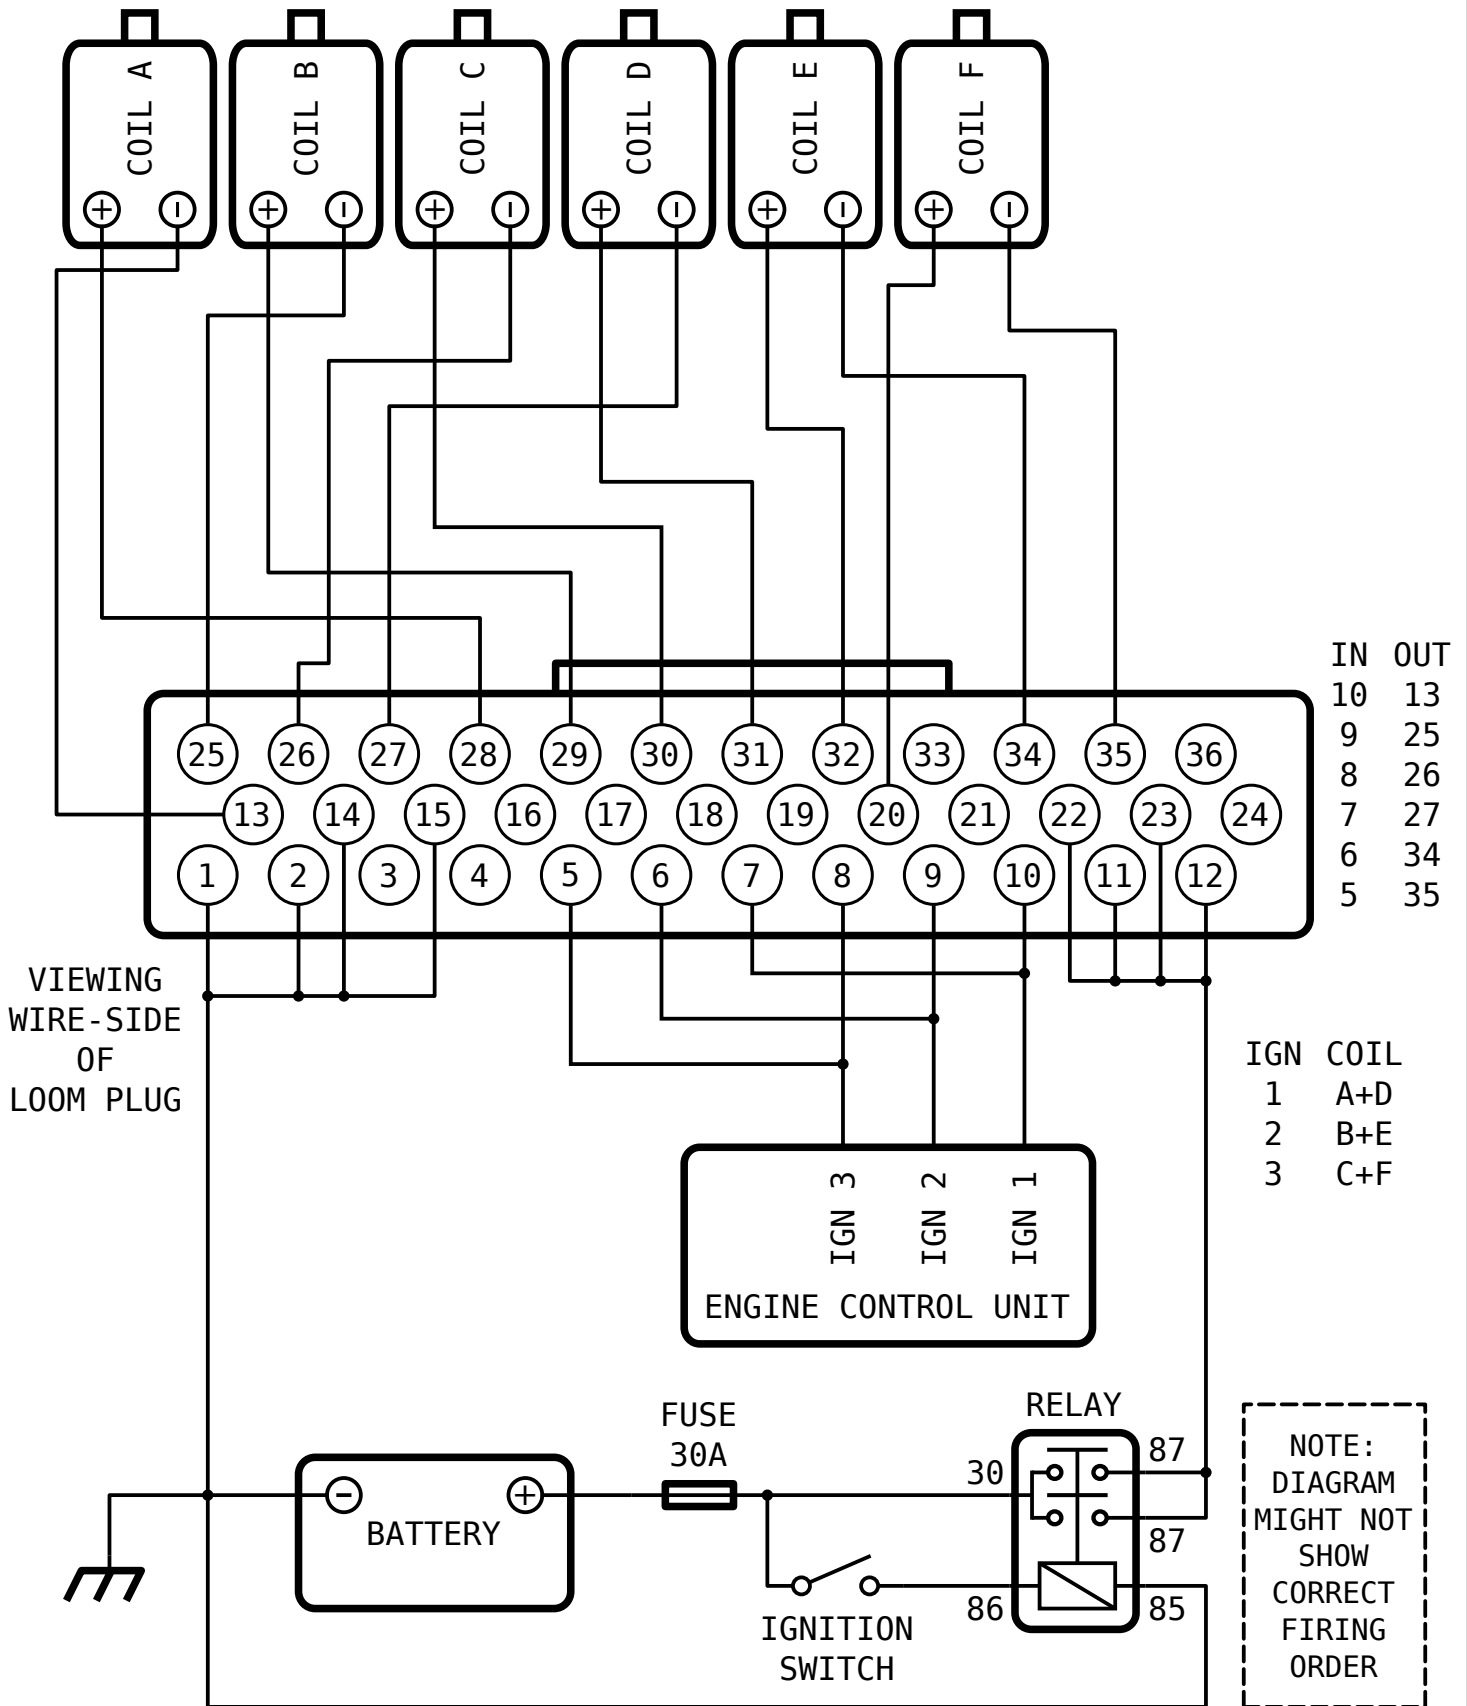 COIL A
COIL B
COIL C
COIL D
COIL E
COIL F
+ -
+ -
+ -
+ -
+ -
+ -
IN OUT
10 13
9 25
8 26
7 27
6 34
5 35
25 26 27 28 29 30 31 32 33 34 35 36
13 14 15 16 17 18 19 20 21 22 23 24
1 2 3 4 5 6 7 8 9 10 11 12
VIEWING
WIRE-SIDE
OF
LOOM PLUG
IGN COIL
1 A+D
2 B+E
3 C+F
IGN 3
IGN 2
IGN 1
ENGINE CONTROL UNIT
FUSE
30A
RELAY
30
87
87
86
85
- +
BATTERY
IGNITION
SWITCH
NOTE:
DIAGRAM
MIGHT NOT
SHOW
CORRECT
FIRING
ORDER